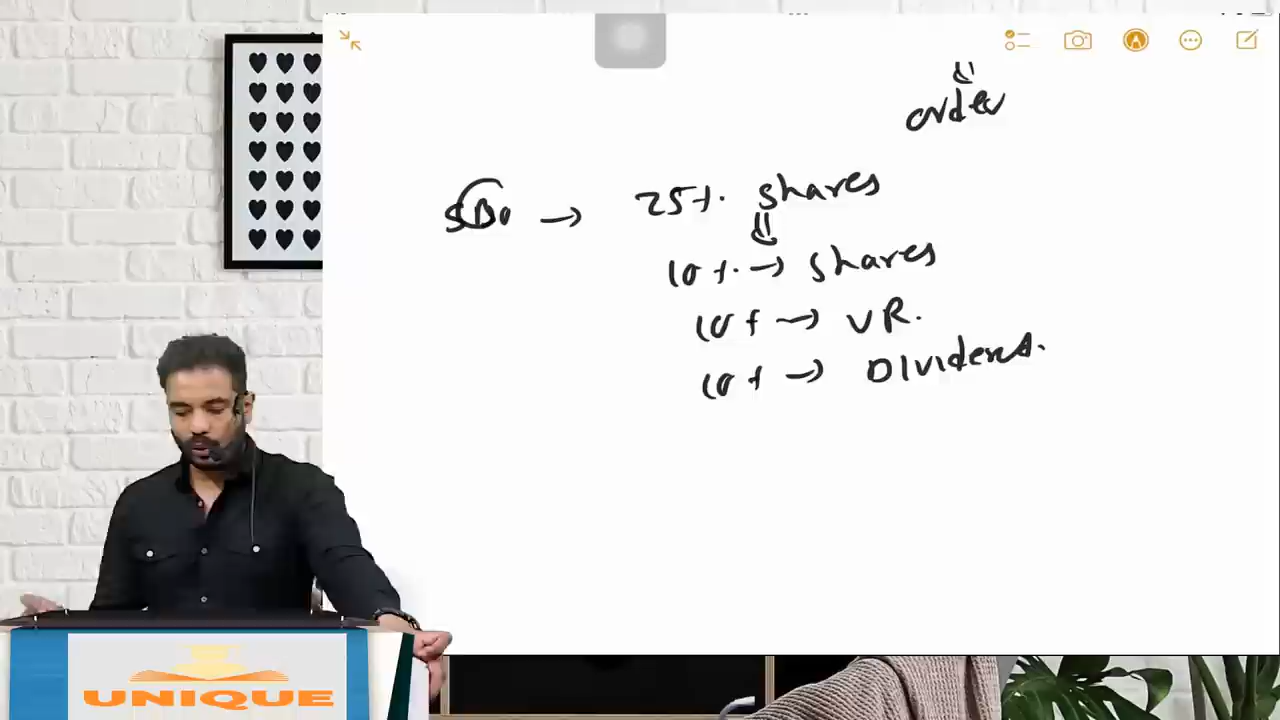 order
SBO → 25%. shares
10%. → shares
10% → VR.
10% → Dividend.
UNIQUE